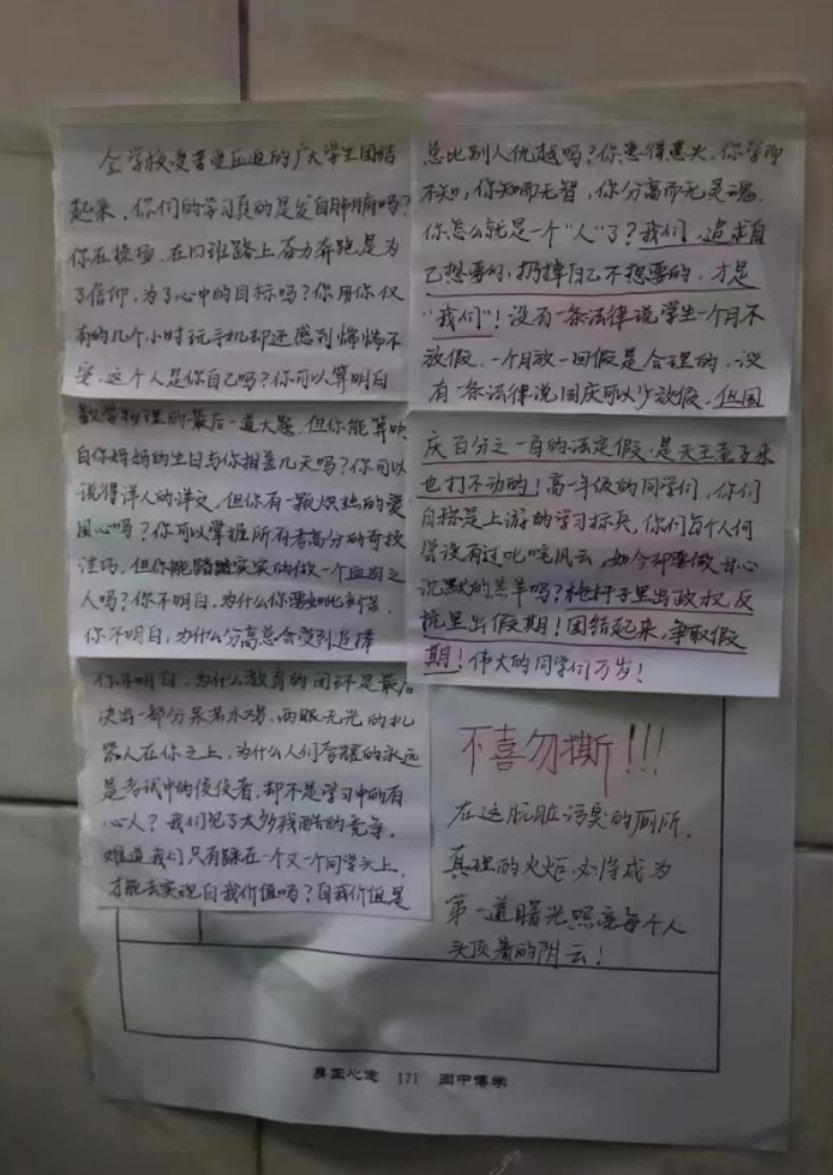 全学校受苦受压迫的广大学生团结
起来,你们的学习真的是发自肺腑吗?
你在操场,在回班路上奋力奔跑是为
了信仰,为了心中的目标吗?你用你仅
有的几个小时玩手机却还感到惴惴不
安,这个人是你自己吗?你可以算明白
数学物理的最后一道大题,但你能算明
白你妈妈的生日与你相差几天吗?你可以
说得洋人的洋文,但你有一颗炽热的爱
国心吗?你可以掌握所有考高分的奇技
淫巧,但你能踏踏实实的做一个血肉之
人吗?你不明白,为什么你要如此刻苦,
你不明白,为什么分高总会受到追捧
你不明白,为什么教育的闭环是最后
决出一部分呆若木鸡,两眼无光的机
器人在你之上,为什么人们夸耀的永远
是考试中的佼佼者,却不是学习中的有
心人?我们见了太多残酷的竞争,
难道我们只有踩在一个又一个同学头上,
才能去实现自我价值吗?自我价值是
总比别人优越吗?你患得患失,你学而
不知,你知而无智,你分高而无灵魂,
你怎么就是一个"人"了?我们,追求自
己想要的,扔掉自己不想要的,才是
"我们"!没有一条法律说学生一个月不
放假,一个月放一回假是合理的,没
有一条法律说国庆可以少放假,但国
庆百分之一百的法定假,是天王老子来
也打不动的!高一年级的同学们,你们
自称是上游的学习标兵,你们每个人何
尝没有过叱咤风云,如今却要做甘心
沉默的羔羊吗?枪杆子里出政权,反
抗里出假期!团结起来,争取假
期!伟大的同学们万岁!
不喜勿撕!!!
在这肮脏污臭的厕所,
真理的火炬必将成为
第一道曙光照亮每个人
头顶着的阴云!
171